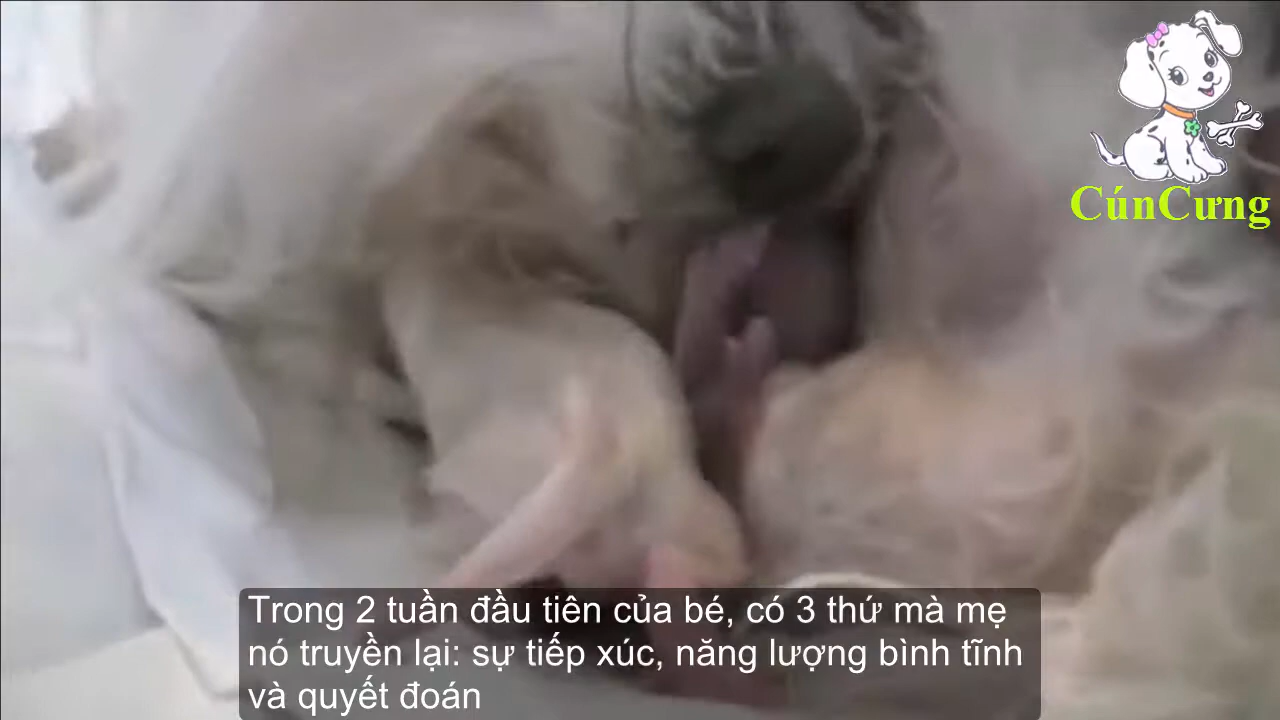 CúnCưng
Trong 2 tuần đầu tiên của bé, có 3 thứ mà mẹ
nó truyền lại: sự tiếp xúc, năng lượng bình tĩnh
và quyết đoán